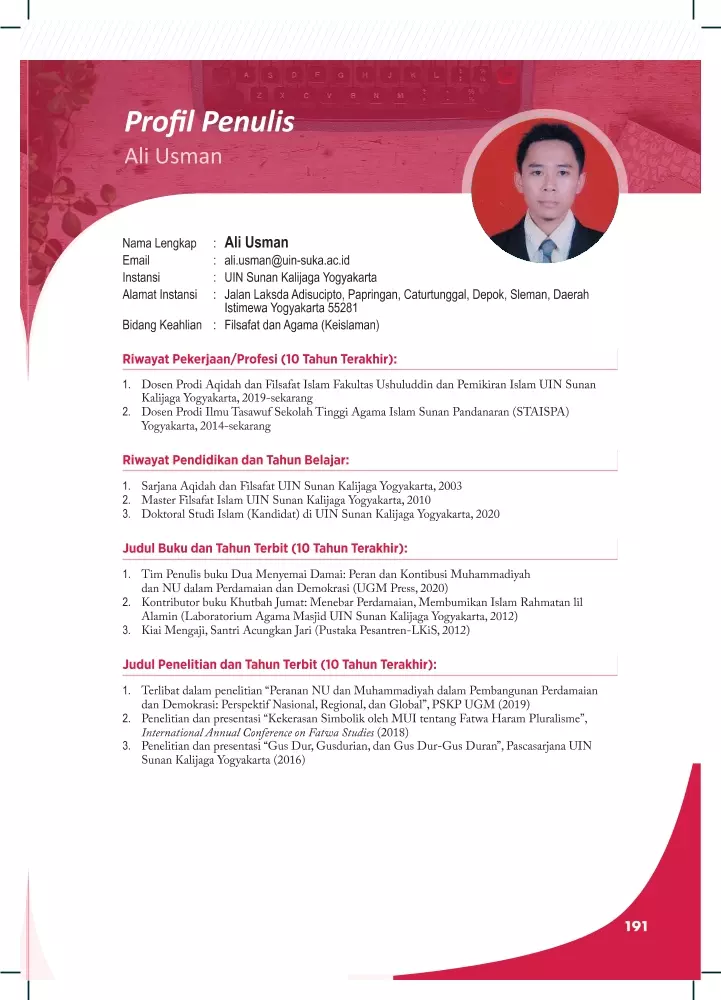 Profil Penulis
Ali Usman
Nama Lengkap : Ali Usman
Email : ali.usman@uin-suka.ac.id
Instansi : UIN Sunan Kalijaga Yogyakarta
Alamat Instansi : Jalan Laksda Adisucipto, Papringan, Caturtunggal, Depok, Sleman, Daerah
Istimewa Yogyakarta 55281
Bidang Keahlian : Filsafat dan Agama (Keislaman)
Riwayat Pekerjaan/Profesi (10 Tahun Terakhir):
1. Dosen Prodi Aqidah dan Filsafat Islam Fakultas Ushuluddin dan Pemikiran Islam UIN Sunan
Kalijaga Yogyakarta, 2019-sekarang
2. Dosen Prodi Ilmu Tasawuf Sekolah Tinggi Agama Islam Sunan Pandanaran (STAISPA)
Yogyakarta, 2014-sekarang
Riwayat Pendidikan dan Tahun Belajar:
1. Sarjana Aqidah dan Filsafat UIN Sunan Kalijaga Yogyakarta, 2003
2. Master Filsafat Islam UIN Sunan Kalijaga Yogyakarta, 2010
3. Doktoral Studi Islam (Kandidat) di UIN Sunan Kalijaga Yogyakarta, 2020
Judul Buku dan Tahun Terbit (10 Tahun Terakhir):
1. Tim Penulis buku Dua Menyemai Damai: Peran dan Kontibusi Muhammadiyah
dan NU dalam Perdamaian dan Demokrasi (UGM Press, 2020)
2. Kontributor buku Khutbah Jumat: Menebar Perdamaian, Membumikan Islam Rahmatan lil
Alamin (Laboratorium Agama Masjid UIN Sunan Kalijaga Yogyakarta, 2012)
3. Kiai Mengaji, Santri Acungkan Jari (Pustaka Pesantren-LKiS, 2012)
Judul Penelitian dan Tahun Terbit (10 Tahun Terakhir):
1. Terlibat dalam penelitian “Peranan NU dan Muhammadiyah dalam Pembangunan Perdamaian
dan Demokrasi: Perspektif Nasional, Regional, dan Global”, PSKP UGM (2019)
2. Penelitian dan presentasi “Kekerasan Simbolik oleh MUI tentang Fatwa Haram Pluralisme”,
International Annual Conference on Fatwa Studies (2018)
3. Penelitian dan presentasi “Gus Dur, Gusdurian, dan Gus Dur-Gus Duran”, Pascasarjana UIN
Sunan Kalijaga Yogyakarta (2016)
191